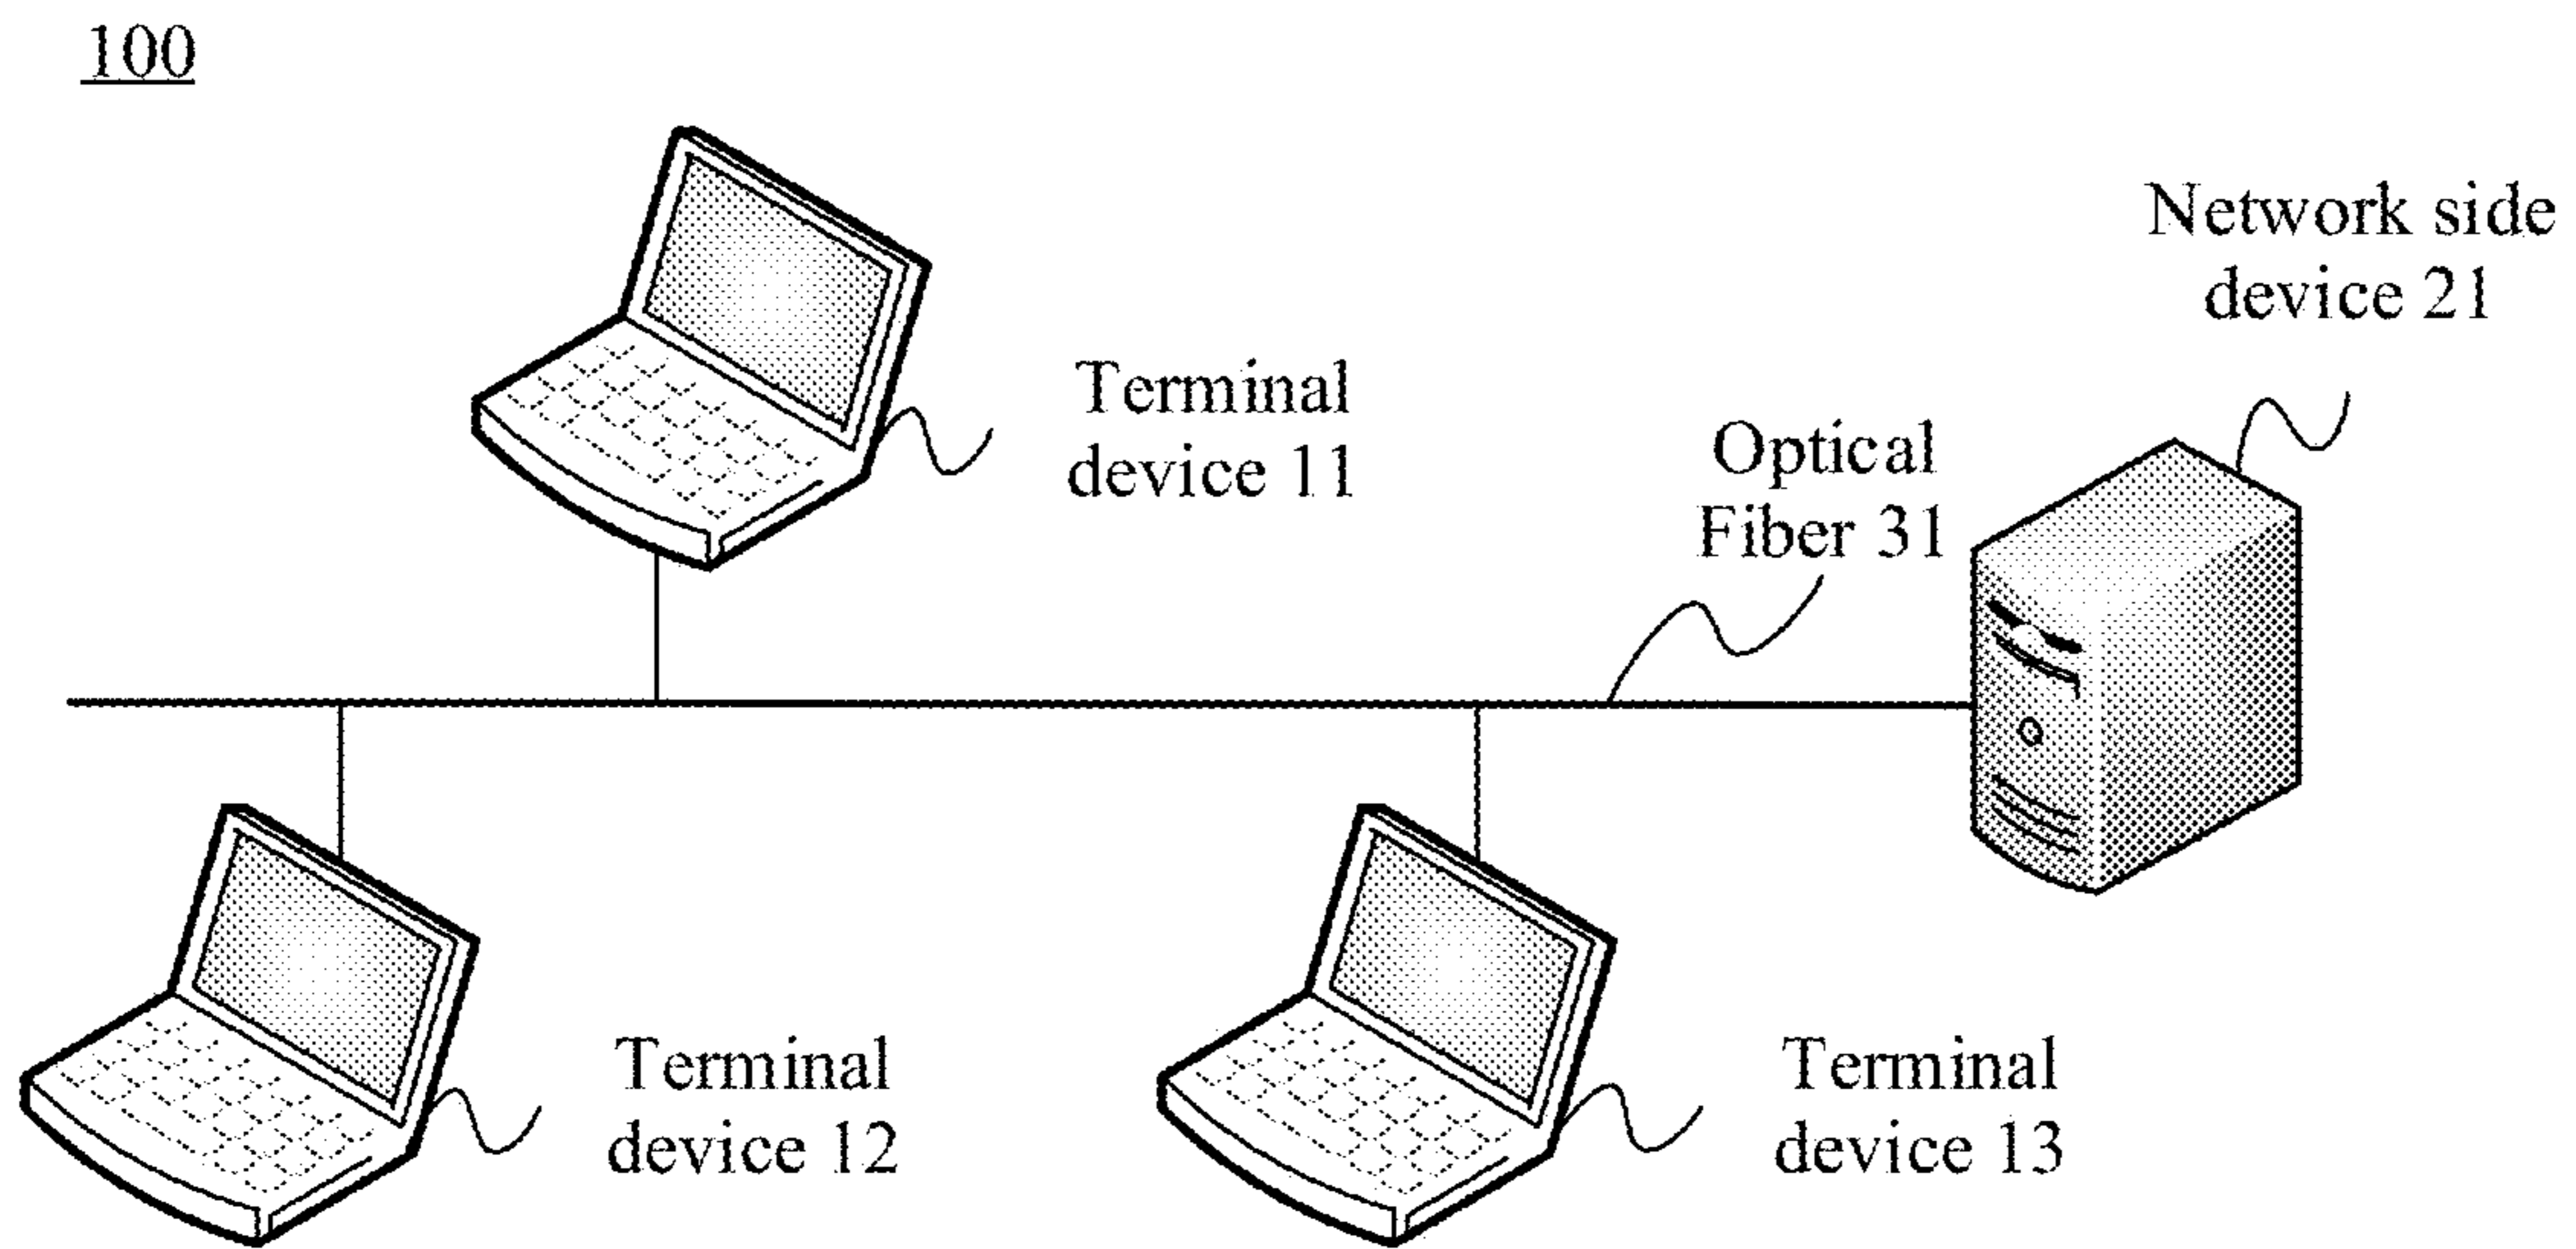 100
Network side
device 21
Terminal
device 11
Optical
Fiber 31
Terminal
device 12
Terminal
device 13